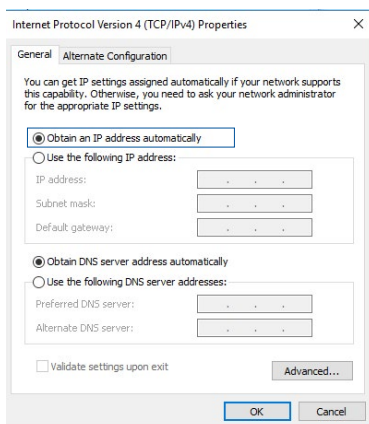 Internet Protocol Version 4 (TCP/IPv4) Properties
General Alternate Configuration
You can get IP settings assigned automatically if your network supports
this capability. Otherwise, you need to ask your network administrator
for the appropriate IP settings.
Obtain an IP address automatically
Use the following IP address:
IP address:
Subnet mask:
Default gateway:
Obtain DNS server address automatically
Use the following DNS server addresses:
Preferred DNS server:
Alternate DNS server:
Validate settings upon exit
Advanced...
OK Cancel